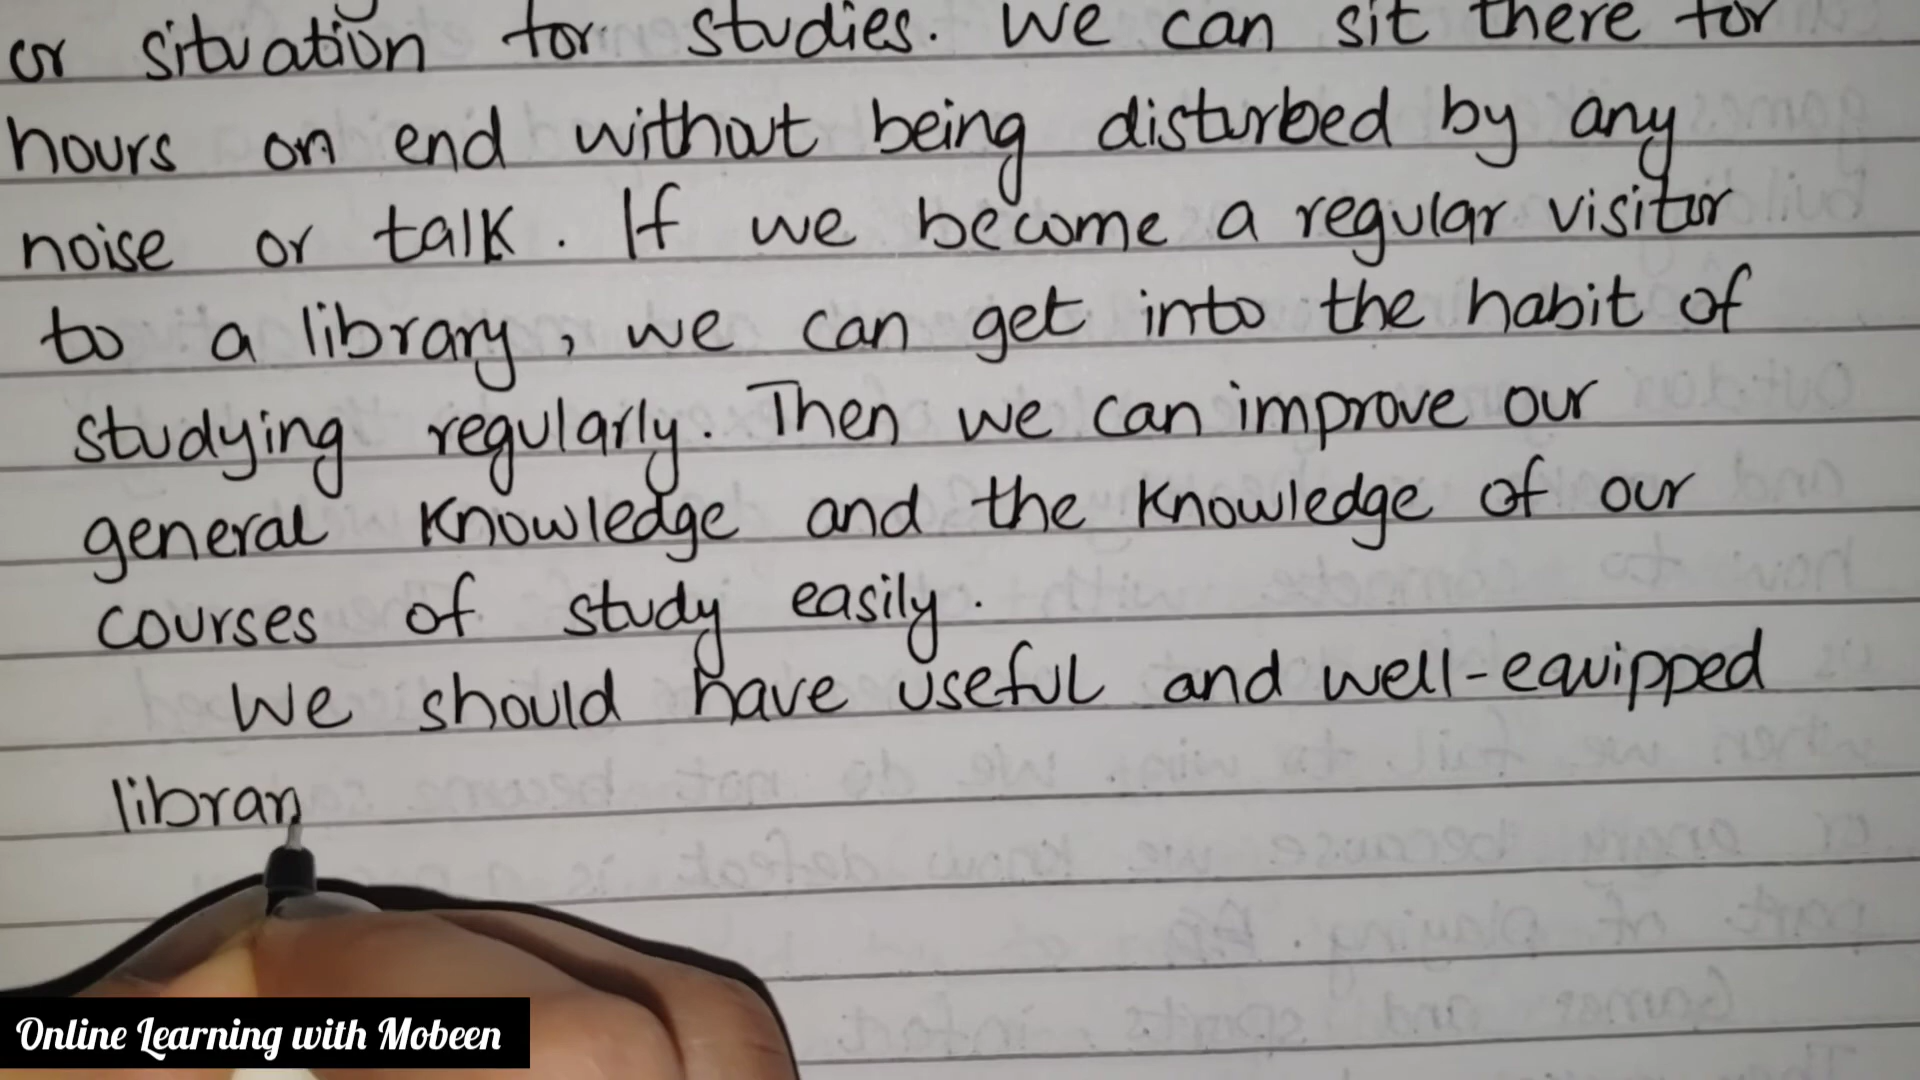 or situation for studies. We can sit there for
hours on end without being disturbed by any
noise or talk. If we become a regular visitor
to a library, we can get into the habit of
studying regularly. Then we can improve our
general knowledge and the knowledge of our
courses of study easily.
We should have useful and well-equipped
librar
Online Learning with Mobeen